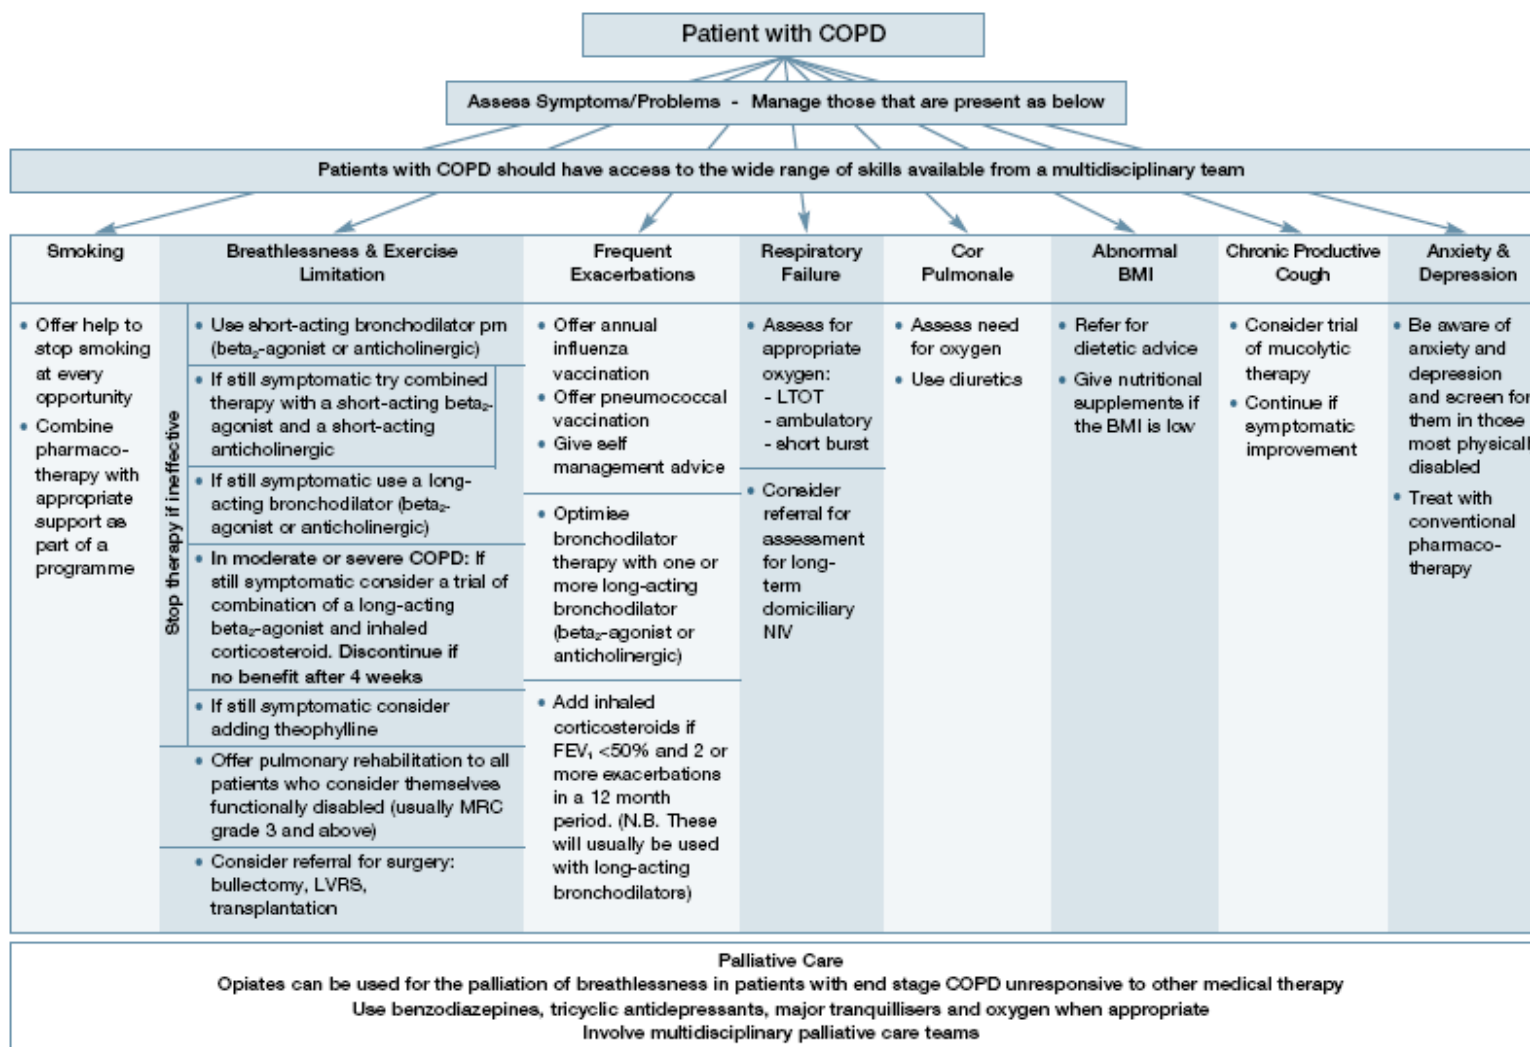 Patient with COPD
Assess Symptoms/Problems - Manage those that are present as below
Patients with COPD should have access to the wide range of skills available from a multidisciplinary team
Smoking
• Offer help to
stop smoking
at every
opportunity
• Combine
pharmaco-
therapy with
appropriate
support as
part of a
programme
Breathlessness & Exercise
Limitation
Stop therapy if ineffective
• Use short-acting bronchodilator prn
(beta₂-agonist or anticholinergic)
• If still symptomatic try combined
therapy with a short-acting beta₂-
agonist and a short-acting
anticholinergic
• If still symptomatic use a long-
acting bronchodilator (beta₂-
agonist or anticholinergic)
• In moderate or severe COPD: If
still symptomatic consider a trial of
combination of a long-acting
beta₂-agonist and inhaled
corticosteroid. Discontinue if
no benefit after 4 weeks
• If still symptomatic consider
adding theophylline
• Offer pulmonary rehabilitation to all
patients who consider themselves
functionally disabled (usually MRC
grade 3 and above)
• Consider referral for surgery:
bullectomy, LVRS,
transplantation
Frequent
Exacerbations
• Offer annual
influenza
vaccination
• Offer pneumococcal
vaccination
• Give self
management advice
• Optimise
bronchodilator
therapy with one or
more long-acting
bronchodilator
(beta₂-agonist or
anticholinergic)
• Add inhaled
corticosteroids if
FEV₁ <50% and 2 or
more exacerbations
in a 12 month
period. (N.B. These
will usually be used
with long-acting
bronchodilators)
Respiratory
Failure
• Assess for
appropriate
oxygen:
- LTOT
- ambulatory
- short burst
• Consider
referral for
assessment
for long-
term
domiciliary
NIV
Cor
Pulmonale
• Assess need
for oxygen
• Use diuretics
Abnormal
BMI
• Refer for
dietetic advice
• Give nutritional
supplements if
the BMI is low
Chronic Productive
Cough
• Consider trial
of mucolytic
therapy
• Continue if
symptomatic
improvement
Anxiety &
Depression
• Be aware of
anxiety and
depression
and screen for
them in those
most physicall
disabled
• Treat with
conventional
pharmaco-
therapy
Palliative Care
Opiates can be used for the palliation of breathlessness in patients with end stage COPD unresponsive to other medical therapy
Use benzodiazepines, tricyclic antidepressants, major tranquillisers and oxygen when appropriate
Involve multidisciplinary palliative care teams